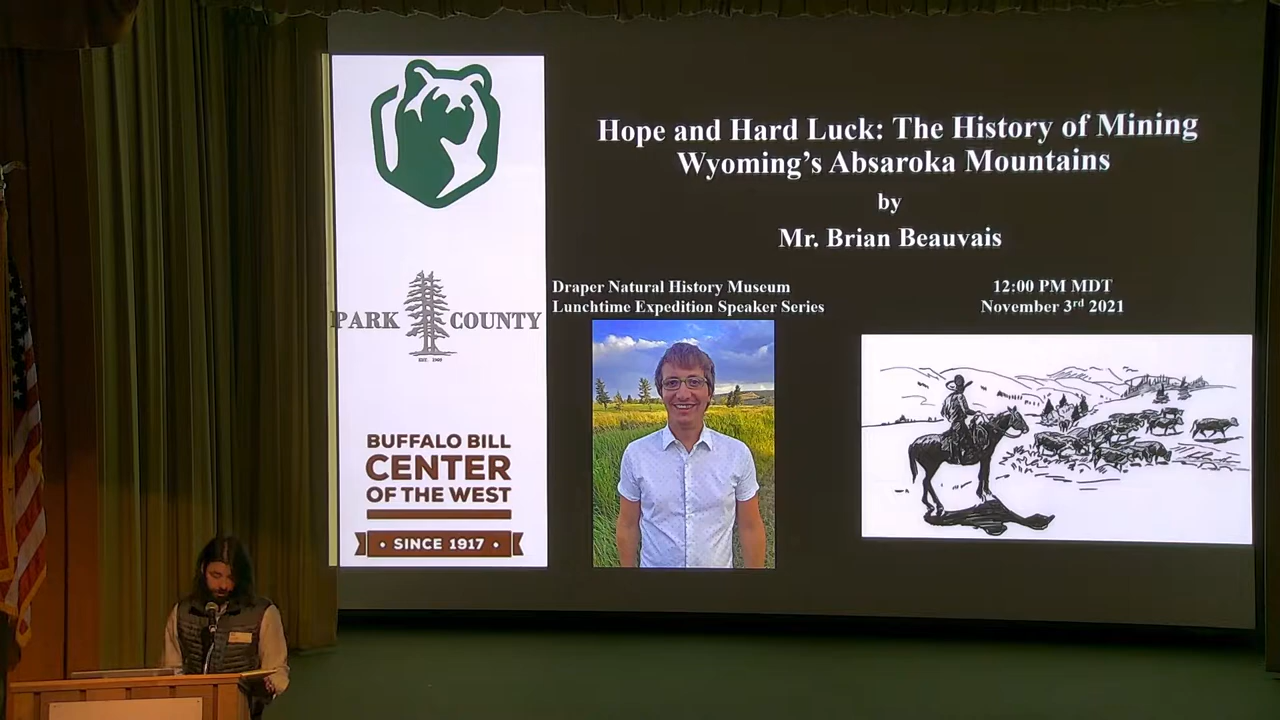 Hope and Hard Luck: The History of Mining
Wyoming's Absaroka Mountains
by
Mr. Brian Beauvais
Draper Natural History Museum
Lunchtime Expedition Speaker Series
12:00 PM MDT
November 3rd 2021
PARK COUNTY
EST. 1909
BUFFALO BILL
CENTER
OF THE WEST
• SINCE 1917 •